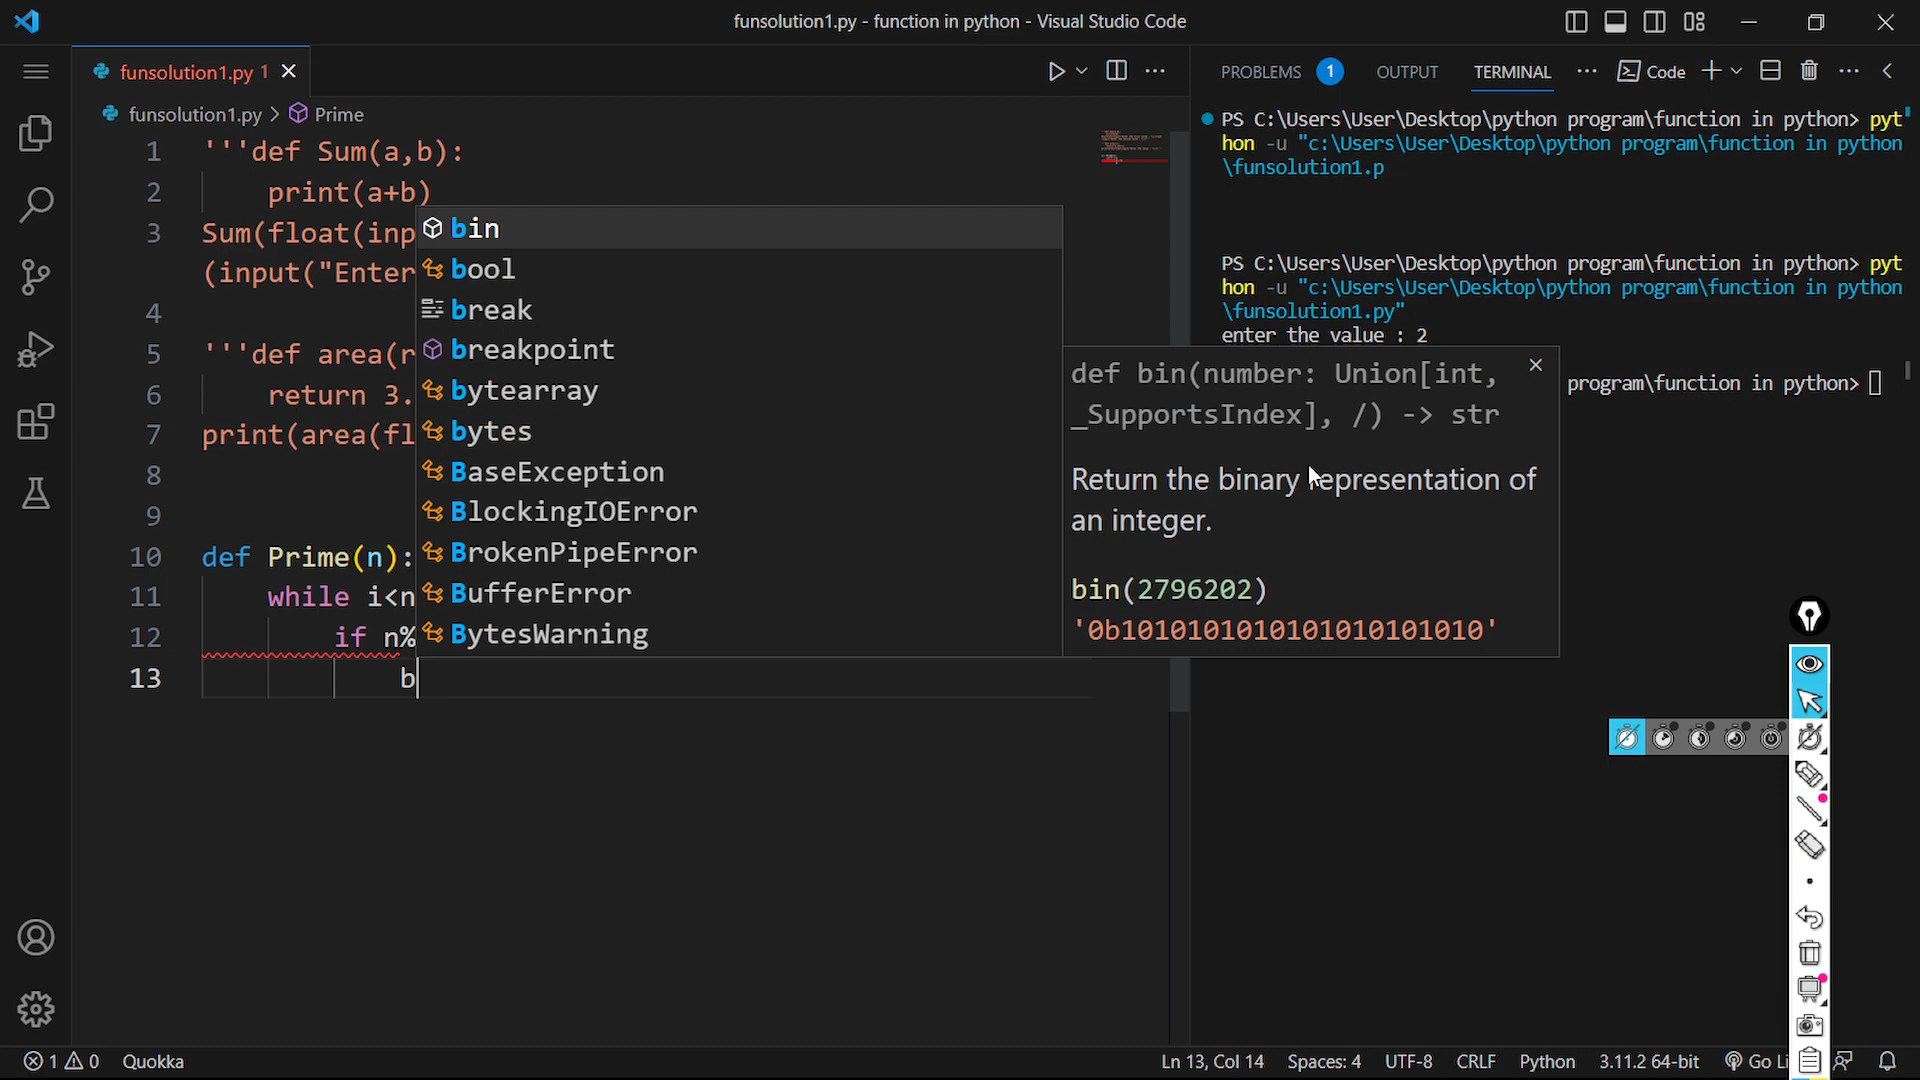 funsolution1.py - function in python - Visual Studio Code
funsolution1.py 1
PROBLEMS 1 OUTPUT TERMINAL Code
funsolution1.py > Prime
1 '''def Sum(a,b):
2 print(a+b)
3 Sum(float(inp
(input("Enter
4
5 '''def area(r
6 return 3.
7 print(area(fl
8
9
10 def Prime(n):
11 while i<n
12 if n%
13 b
bin
bool
break
breakpoint
bytearray
bytes
BaseException
BlockingIOError
BrokenPipeError
BufferError
BytesWarning
def bin(number: Union[int,
_SupportsIndex], /) -> str
Return the binary representation of
an integer.
bin(2796202)
'0b1010101010101010101010'
PS C:\Users\User\Desktop\python program\function in python> pyt
hon -u "c:\Users\User\Desktop\python program\function in python
\funsolution1.p
PS C:\Users\User\Desktop\python program\function in python> pyt
hon -u "c:\Users\User\Desktop\python program\function in python
\funsolution1.py"
enter the value : 2
program\function in python>
1 0 Quokka
Ln 13, Col 14 Spaces: 4 UTF-8 CRLF Python 3.11.2 64-bit Go Li